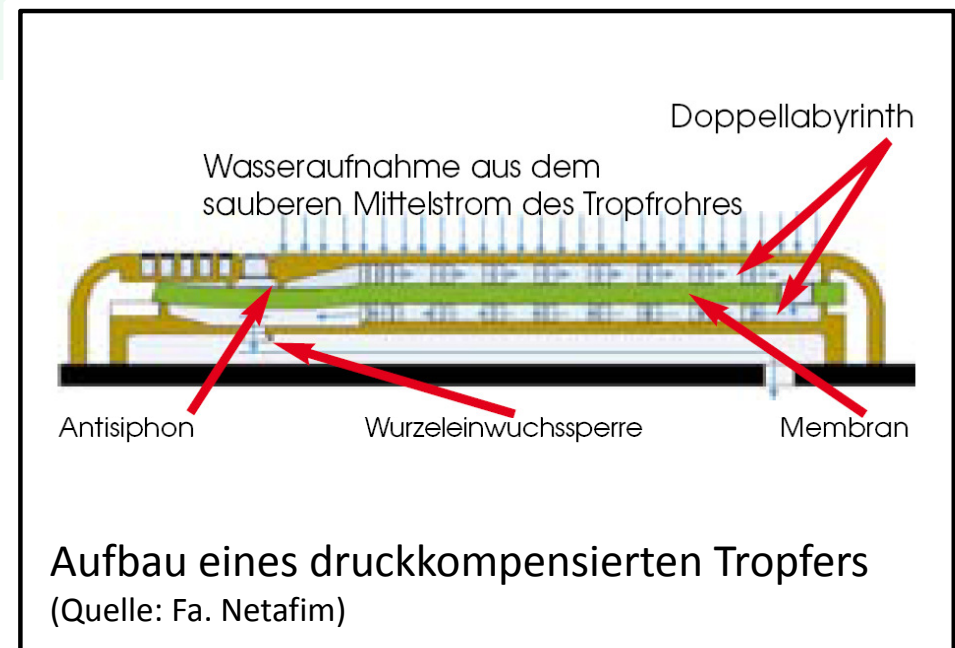 Doppellabyrinth
Wasseraufnahme aus dem
sauberen Mittelstrom des Tropfrohres
Antisiphon
Wurzeleinwuchssperre
Membran
Aufbau eines druckkompensierten Tropfers
(Quelle: Fa. Netafim)